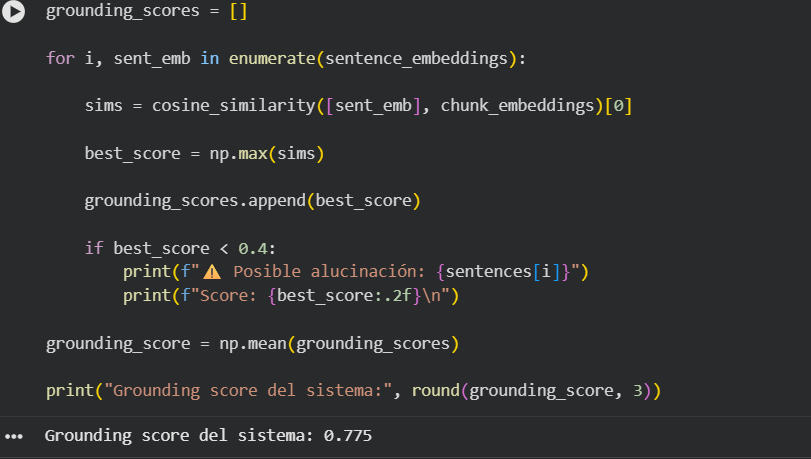 grounding_scores = []
for i, sent_emb in enumerate(sentence_embeddings):
sims = cosine_similarity([sent_emb], chunk_embeddings)[0]
best_score = np.max(sims)
grounding_scores.append(best_score)
if best_score < 0.4:
print(f"⚠️ Posible alucinación: {sentences[i]}")
print(f"Score: {best_score:.2f}\n")
grounding_score = np.mean(grounding_scores)
print("Grounding score del sistema:", round(grounding_score, 3))
Grounding score del sistema: 0.775